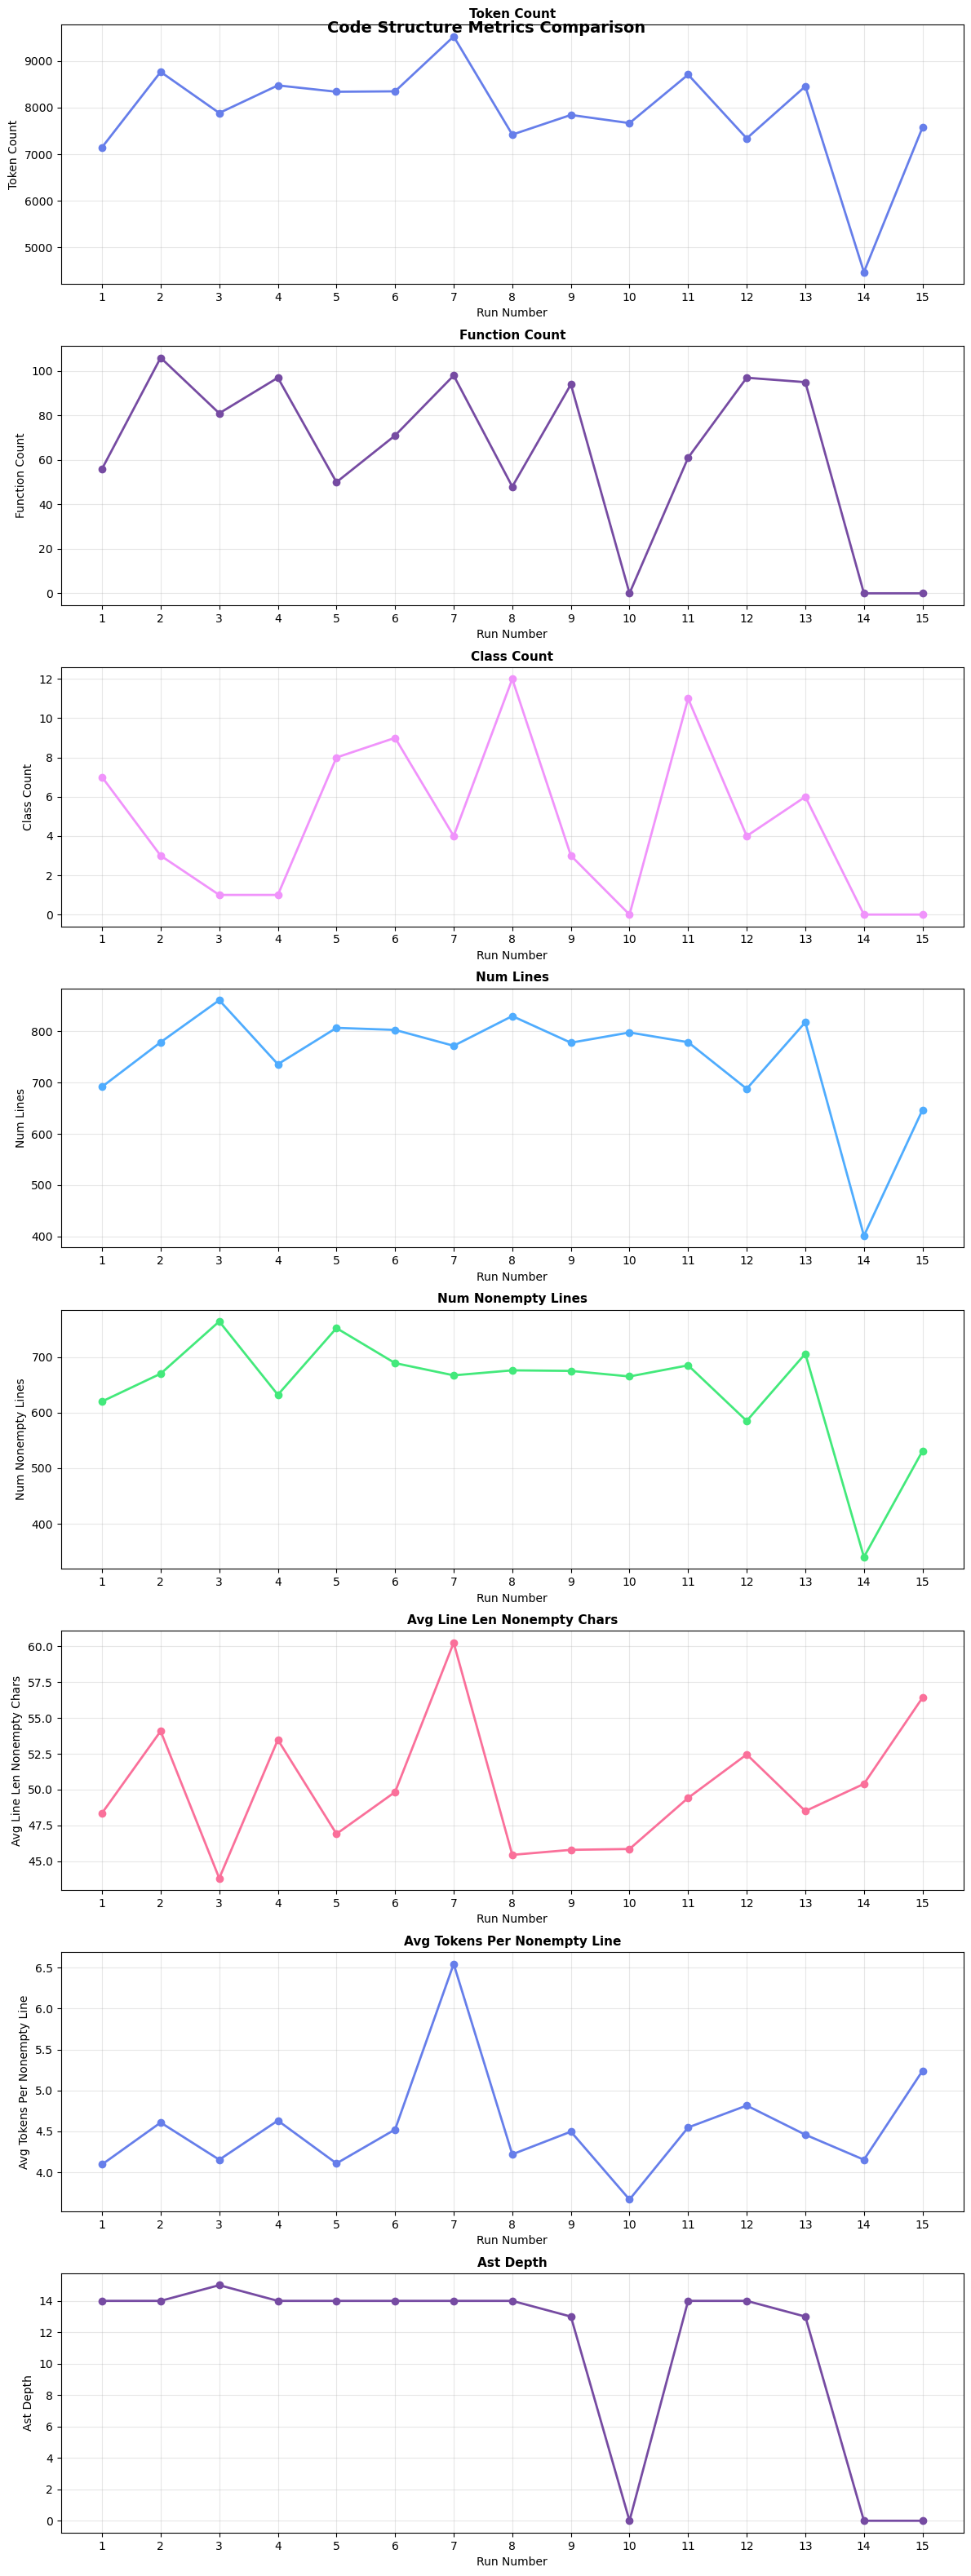 Token Count
Code Structure Metrics Comparison
Token Count
9000
8000
7000
6000
5000
1 2 3 4 5 6 7 8 9 10 11 12 13 14 15
Run Number
Function Count
Function Count
100
80
60
40
20
0
1 2 3 4 5 6 7 8 9 10 11 12 13 14 15
Run Number
Class Count
Class Count
12
10
8
6
4
2
0
1 2 3 4 5 6 7 8 9 10 11 12 13 14 15
Run Number
Num Lines
Num Lines
800
700
600
500
400
1 2 3 4 5 6 7 8 9 10 11 12 13 14 15
Run Number
Num Nonempty Lines
Num Nonempty Lines
700
600
500
400
1 2 3 4 5 6 7 8 9 10 11 12 13 14 15
Run Number
Avg Line Len Nonempty Chars
Avg Line Len Nonempty Chars
60.0
57.5
55.0
52.5
50.0
47.5
45.0
1 2 3 4 5 6 7 8 9 10 11 12 13 14 15
Run Number
Avg Tokens Per Nonempty Line
Avg Tokens Per Nonempty Line
6.5
6.0
5.5
5.0
4.5
4.0
1 2 3 4 5 6 7 8 9 10 11 12 13 14 15
Run Number
Ast Depth
Ast Depth
14
12
10
8
6
4
2
0
1 2 3 4 5 6 7 8 9 10 11 12 13 14 15
Run Number